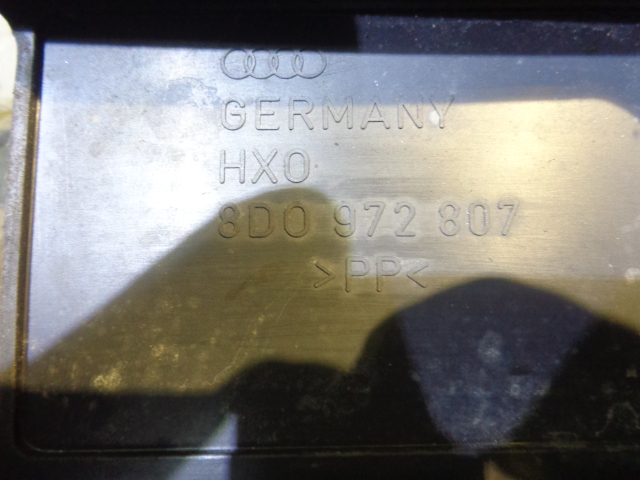 GERMANY
HXO
8D0 972 807
>PP<